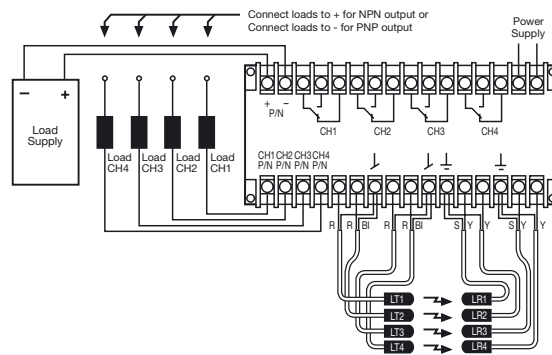 Connect loads to + for NPN output or
Connect loads to - for PNP output
Power
Supply
− +
Load
Supply
+ −
P/N
CH1 CH2 CH3 CH4
Load
CH4
Load
CH3
Load
CH2
Load
CH1
CH1 CH2 CH3 CH4
P/N P/N P/N P/N
R R Bl R R Bl S Y Y S Y Y
LT1 LR1
LT2 LR2
LT3 LR3
LT4 LR4